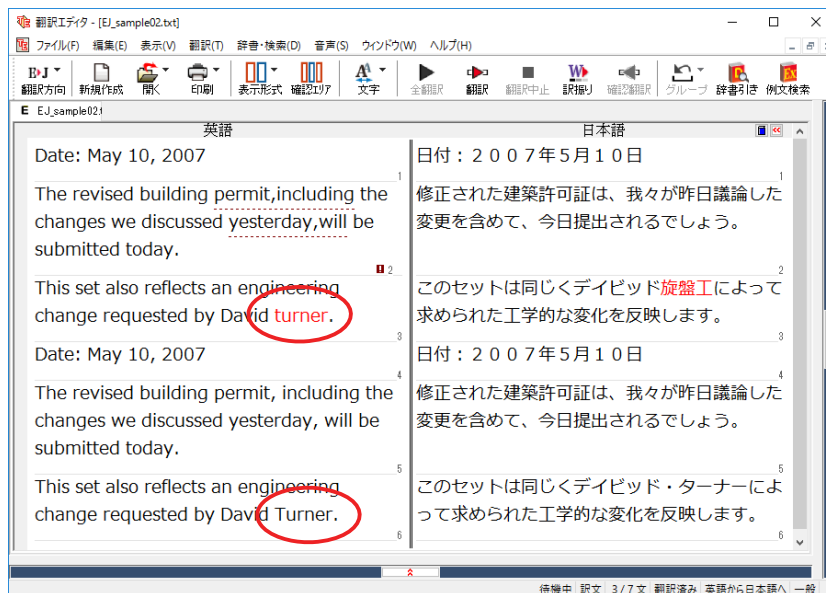 翻訳エディタ - [EJ_sample02.txt]
ファイル(F) 編集(E) 表示(V) 翻訳(T) 辞書・検索(D) 音声(S) ウィンドウ(W) ヘルプ(H)
翻訳方向 新規作成 開く 印刷 表示形式 確認エリア 文字 全翻訳 翻訳 翻訳中止 訳振り 確認翻訳 グループ 辞書引き 例文検索
E EJ_sample02.t
英語 日本語
Date: May 10, 2007
1
日付：２００７年５月１０日
1
The revised building permit,including the
changes we discussed yesterday,will be
submitted today.
2
修正された建築許可証は、我々が昨日議論した
変更を含めて、今日提出されるでしょう。
2
This set also reflects an engineering
change requested by David turner.
3
このセットは同じくデイビッド旋盤工によって
求められた工学的な変化を反映します。
3
Date: May 10, 2007
4
日付：２００７年５月１０日
4
The revised building permit, including the
changes we discussed yesterday, will be
submitted today.
5
修正された建築許可証は、我々が昨日議論した
変更を含めて、今日提出されるでしょう。
5
This set also reflects an engineering
change requested by David Turner.
6
このセットは同じくデイビッド・ターナーによ
って求められた工学的な変化を反映します。
6
待機中 訳文 3 / 7 文 翻訳済み 英語から日本語へ 一般